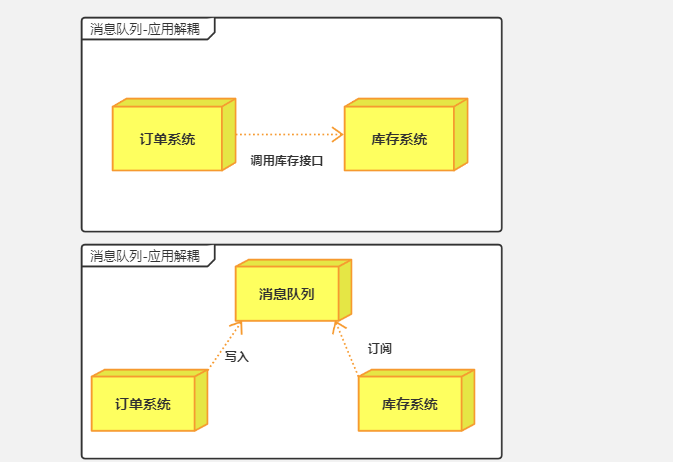 消息队列-应用解耦
订单系统
库存系统
调用库存接口
消息队列-应用解耦
消息队列
写入
订阅
订单系统
库存系统